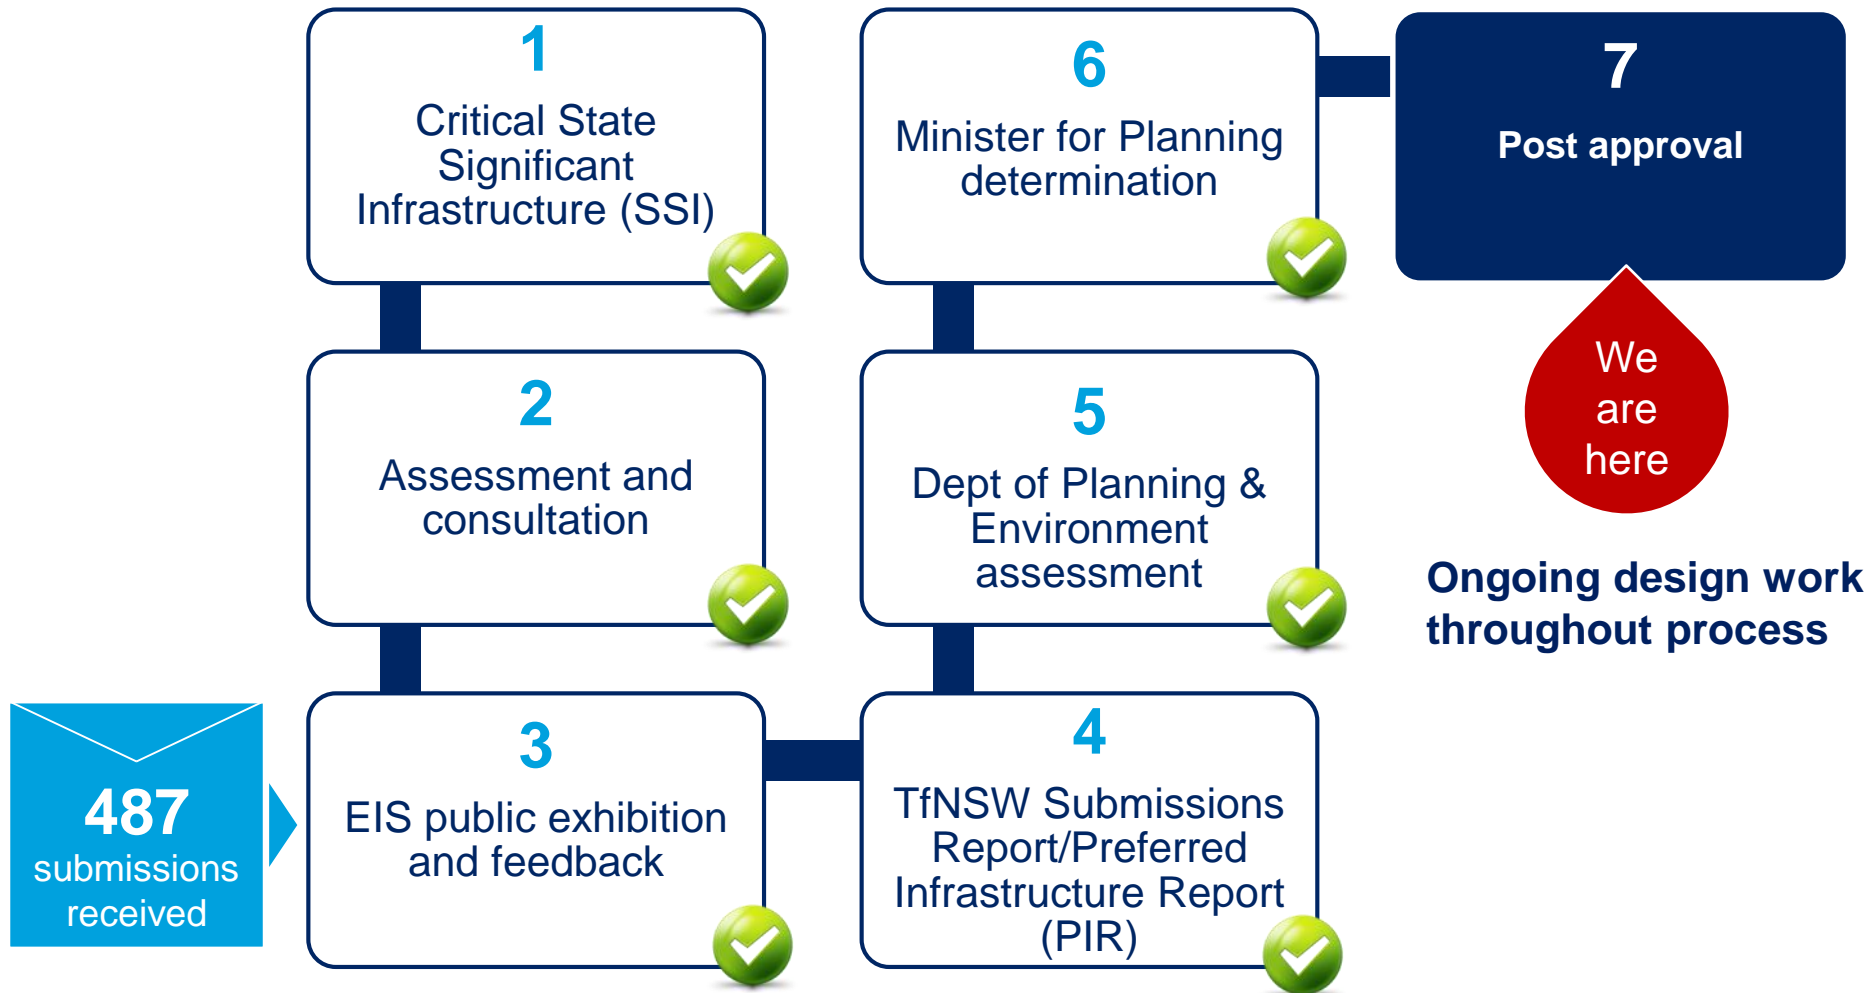 1
Critical State
Significant
Infrastructure (SSI)
2
Assessment and
consultation
487
submissions
received
3
EIS public exhibition
and feedback
4
TfNSW Submissions
Report/Preferred
Infrastructure Report
(PIR)
5
Dept of Planning &
Environment
assessment
6
Minister for Planning
determination
7
Post approval
We
are
here
Ongoing design work
throughout process